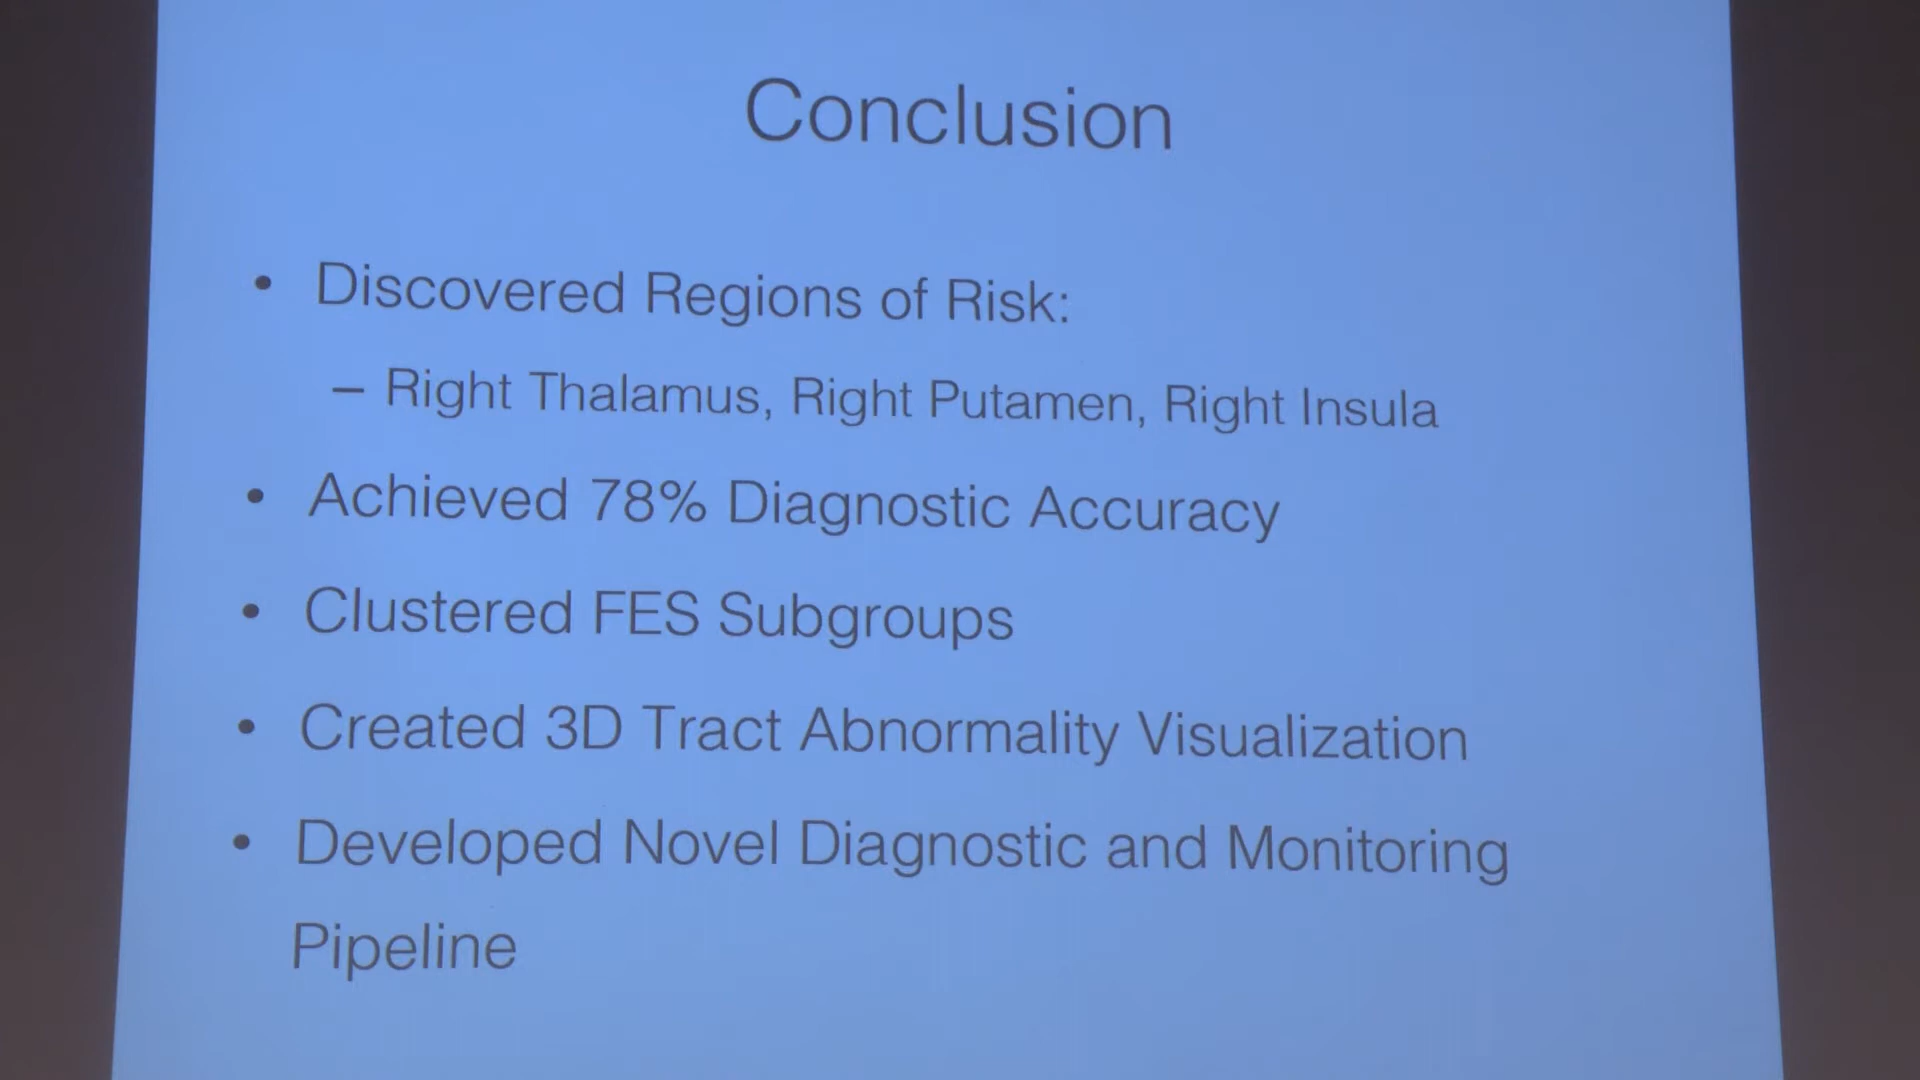 Conclusion
• Discovered Regions of Risk:
– Right Thalamus, Right Putamen, Right Insula
• Achieved 78% Diagnostic Accuracy
• Clustered FES Subgroups
• Created 3D Tract Abnormality Visualization
• Developed Novel Diagnostic and Monitoring
Pipeline